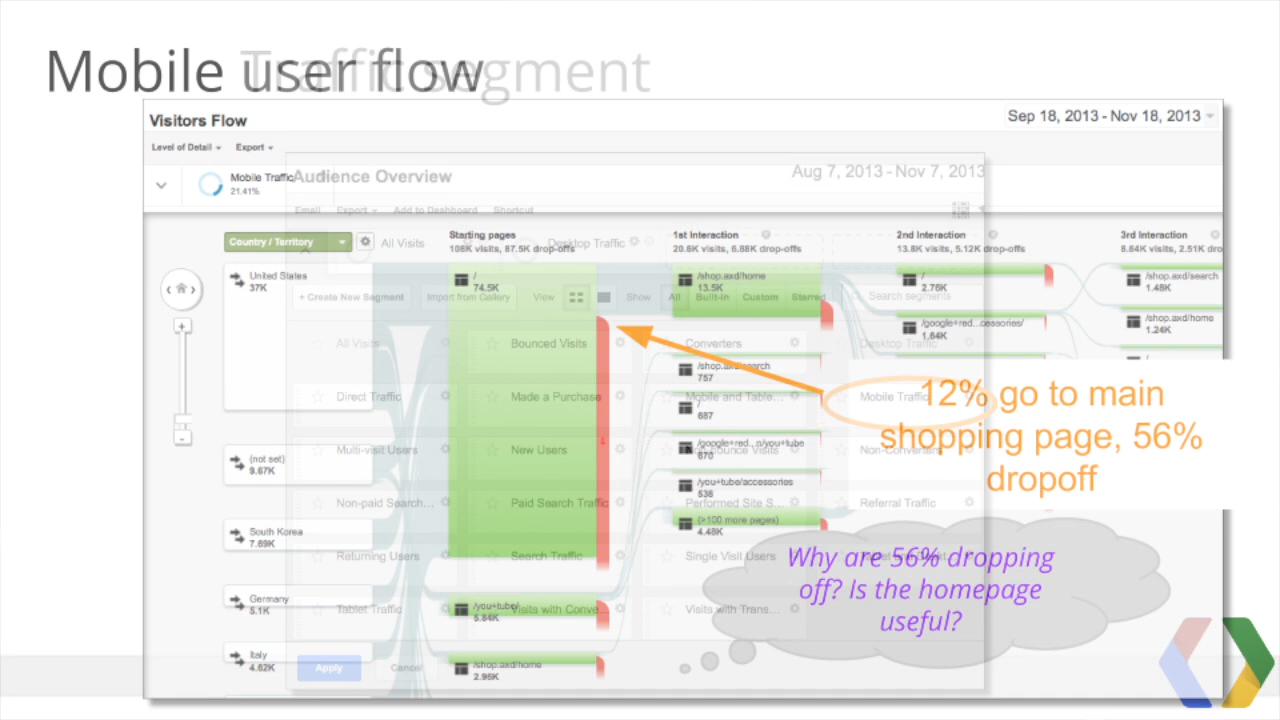 Mobile user flow
Traffic segment
Visitors Flow
Sep 18, 2013 - Nov 18, 2013
Level of Detail
Export
Mobile Traffic
21.41%
Audience Overview
Aug 7, 2013 - Nov 7, 2013
Email
Export
Add to Dashboard
Shortcut
Country / Territory
All Visits
Starting pages
108K visits, 87.5K drop-offs
Desktop Traffic
1st Interaction
20.6K visits, 6.88K drop-offs
2nd Interaction
13.8K visits, 5.12K drop-offs
3rd Interaction
8.64K visits, 2.51K dro
United States
37K
/
74.5K
/shop.axd/home
13.5K
/
2.76K
/shop.axd/search
1.48K
+ Create New Segment
Import from Gallery
View
Show
All
Built-in
Custom
Starred
Search segments
/google+red...cessories/
1.64K
/shop.axd/home
1.24K
All Visits
Bounced Visits
Converters
Desktop Traffic
/shop.axd/search
757
/
Direct Traffic
Made a Purchase
Mobile and Table...
Mobile Traffic
/
687
12% go to main
shopping page, 56%
dropoff
Multi-visit Users
New Users
/google+red...n/you+tube
670
(not set)
9.67K
/you+tube/accessories
538
Non-paid Search...
Paid Search Traffic
Performed Site S...
Referral Traffic
(>100 more pages)
4.48K
South Korea
7.69K
Returning Users
Search Traffic
Single Visit Users
Why are 56% dropping
off? Is the homepage
useful?
Germany
5.1K
Tablet Traffic
/you+tube/
5.84K
Visits with Conve...
Visits with Trans...
Italy
4.62K
/shop.axd/home
2.95K
Apply
Cancel